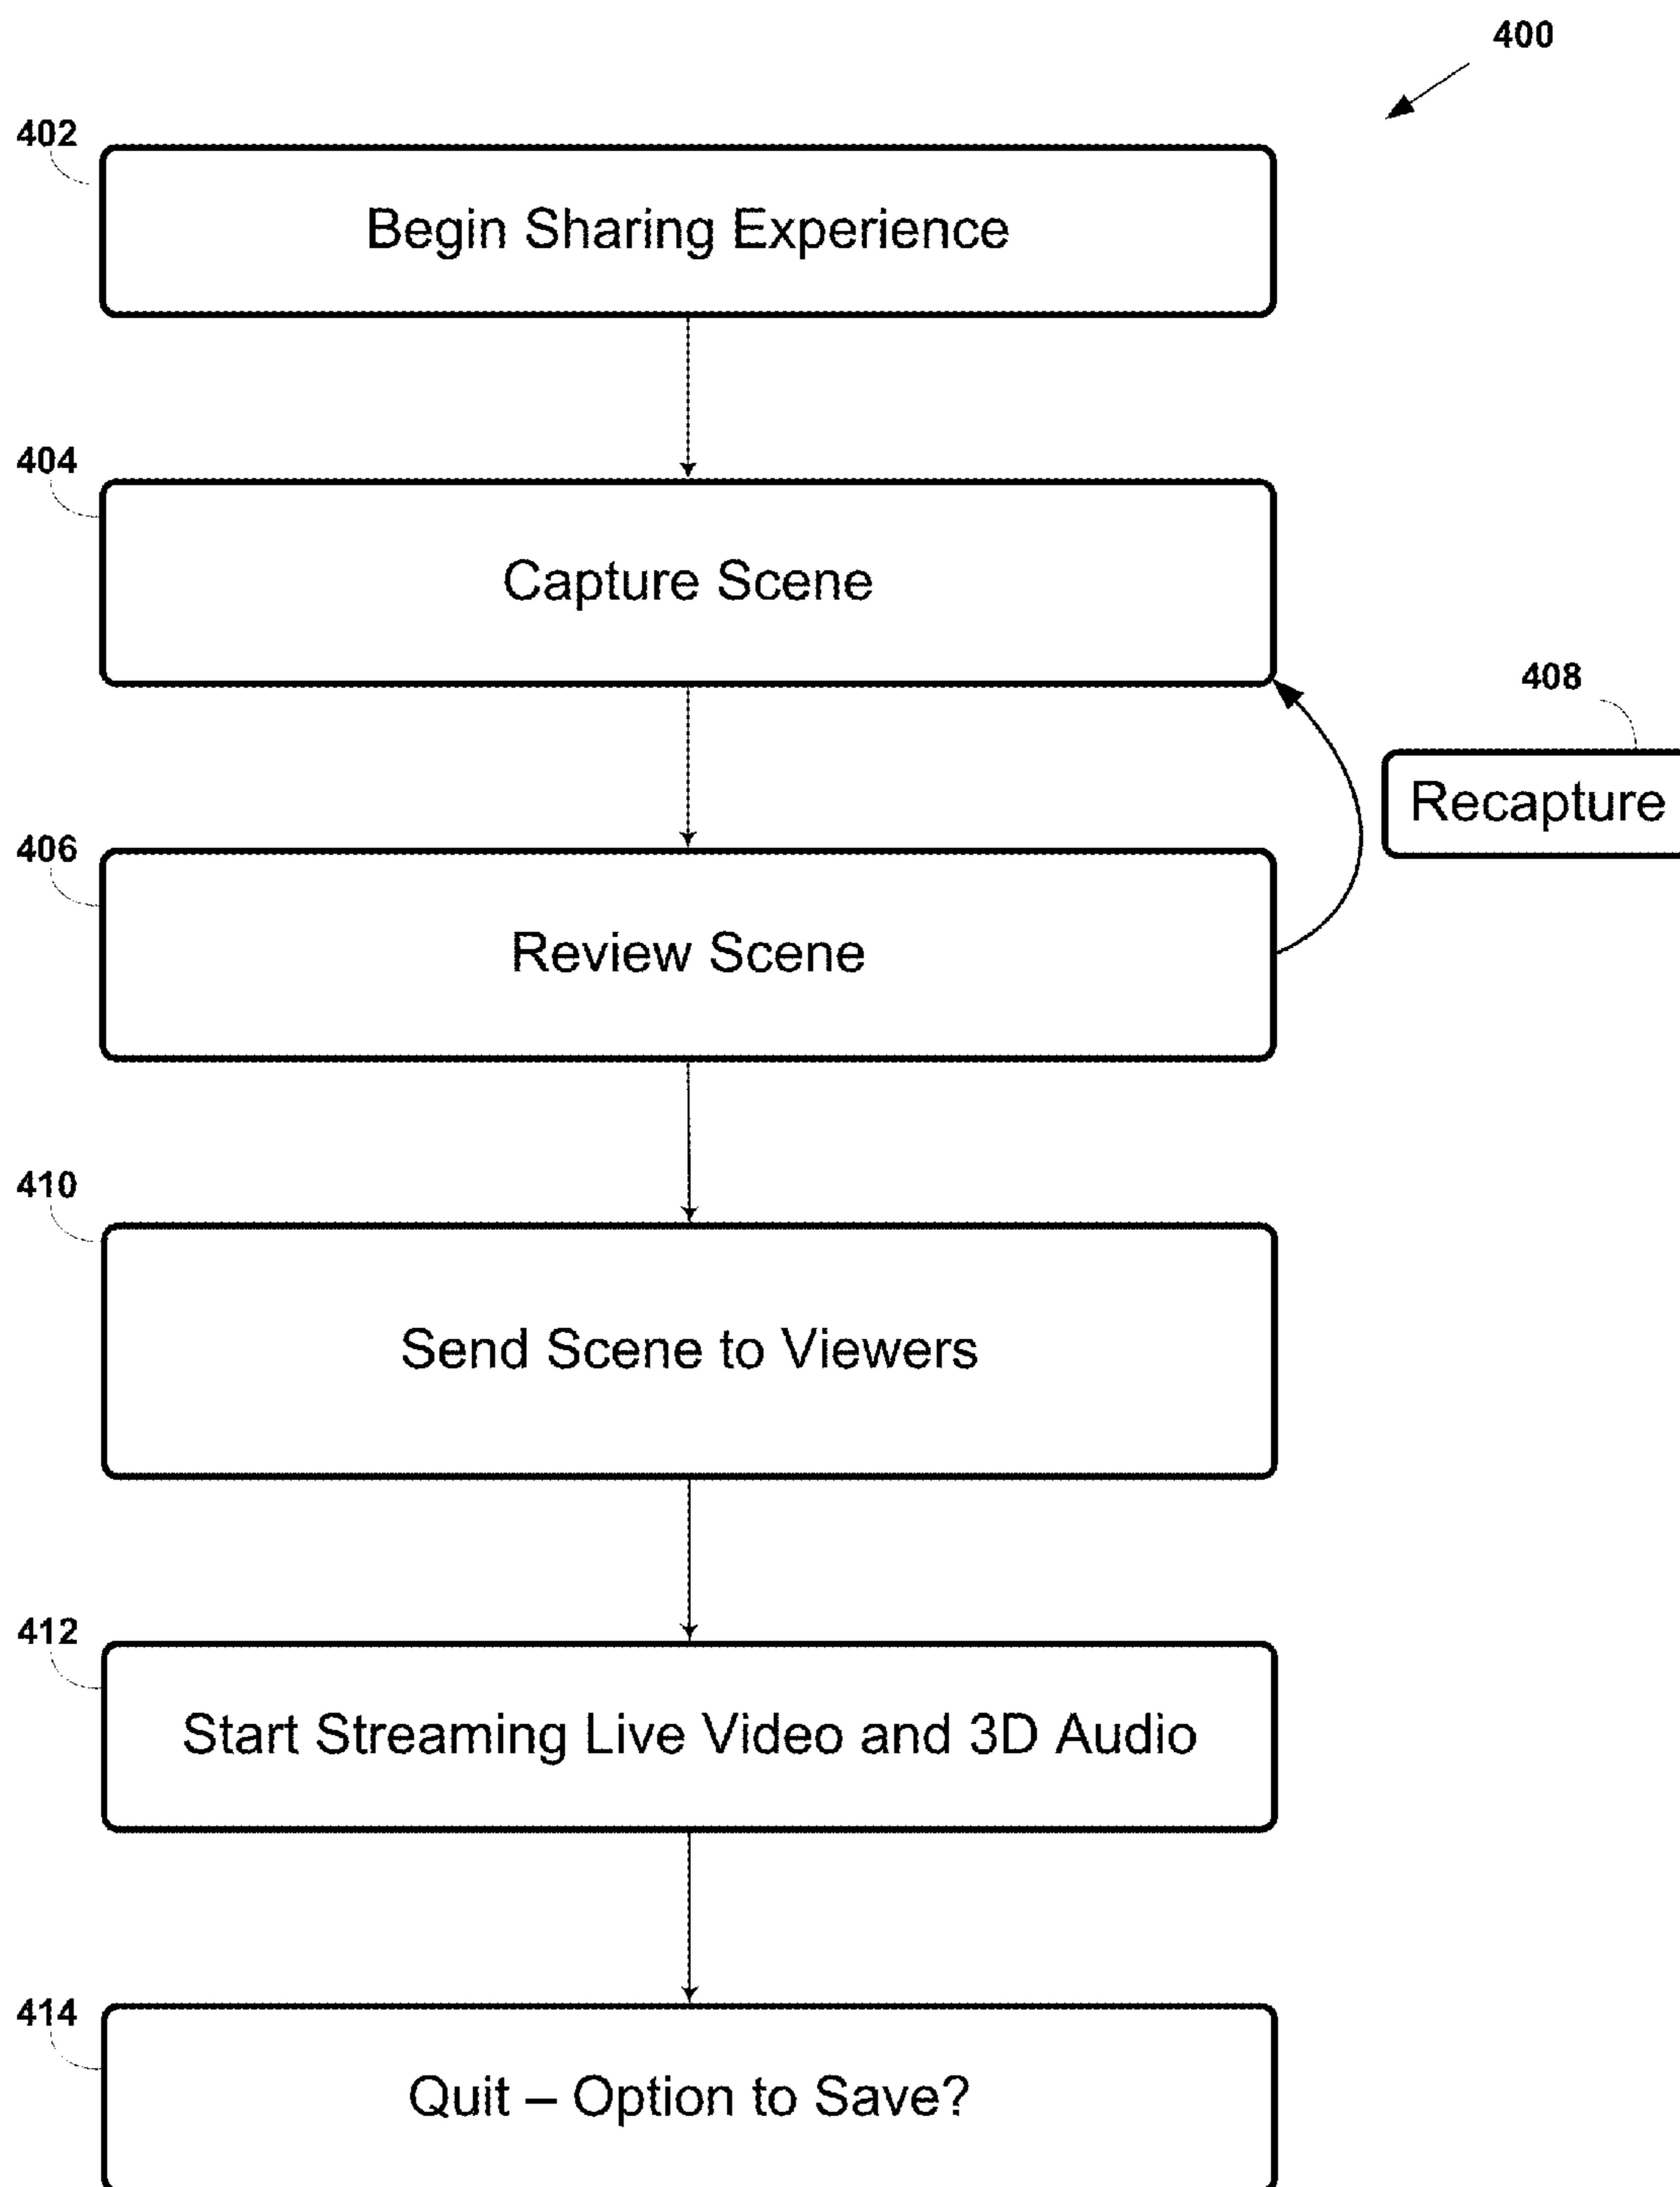 400
402
Begin Sharing Experience
404
Capture Scene
408
Recapture
406
Review Scene
410
Send Scene to Viewers
412
Start Streaming Live Video and 3D Audio
414
Quit – Option to Save?